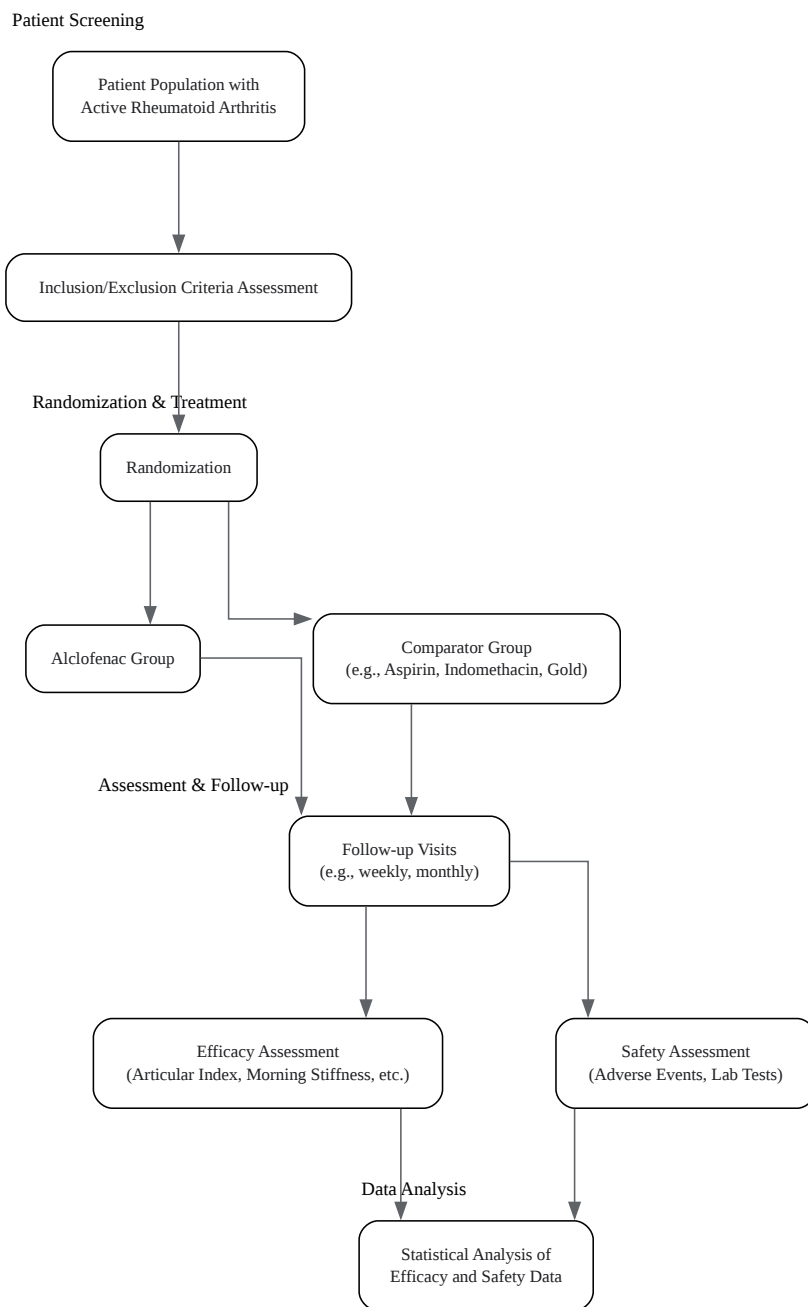 Patient Screening
Patient Population with
Active Rheumatoid Arthritis
Inclusion/Exclusion Criteria Assessment
Randomization & Treatment
Randomization
Alclofenac Group
Comparator Group
(e.g., Aspirin, Indomethacin, Gold)
Assessment & Follow-up
Follow-up Visits
(e.g., weekly, monthly)
Efficacy Assessment
(Articular Index, Morning Stiffness, etc.)
Safety Assessment
(Adverse Events, Lab Tests)
Data Analysis
Statistical Analysis of
Efficacy and Safety Data